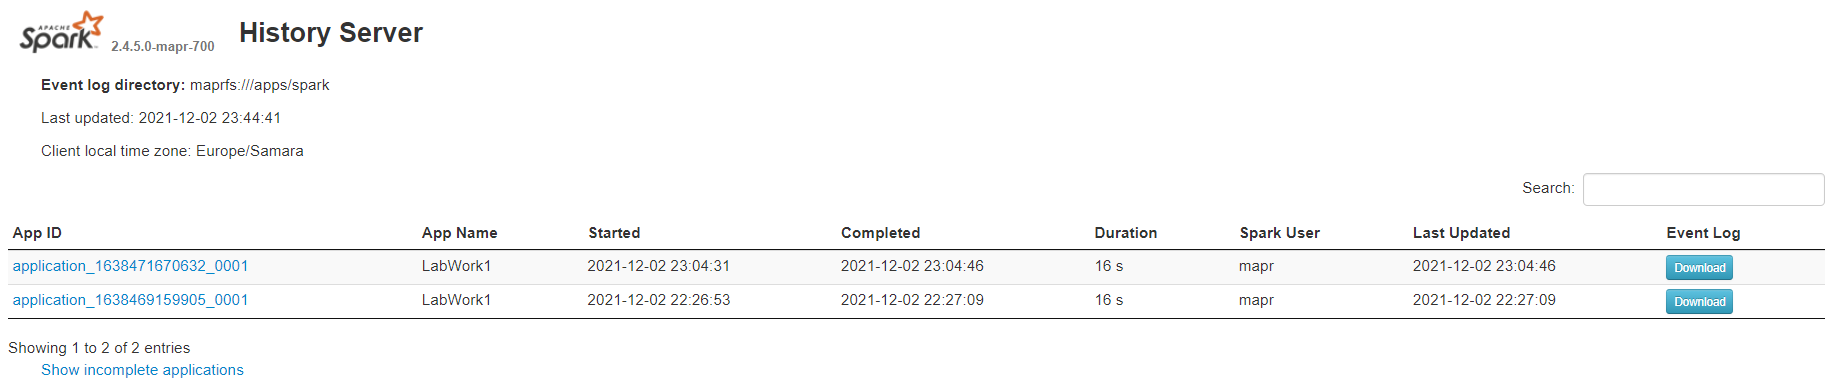 APACHE
Spark 2.4.5.0-mapr-700 History Server
Event log directory: maprfs:///apps/spark
Last updated: 2021-12-02 23:44:41
Client local time zone: Europe/Samara
Search:
App ID App Name Started Completed Duration Spark User Last Updated Event Log
application_1638471670632_0001 LabWork1 2021-12-02 23:04:31 2021-12-02 23:04:46 16 s mapr 2021-12-02 23:04:46 Download
application_1638469159905_0001 LabWork1 2021-12-02 22:26:53 2021-12-02 22:27:09 16 s mapr 2021-12-02 22:27:09 Download
Showing 1 to 2 of 2 entries
Show incomplete applications